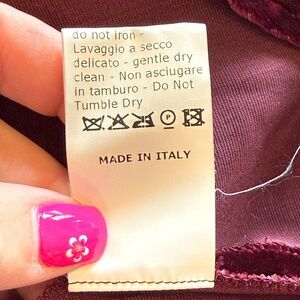 do not iron -
Lavaggio a secco
delicato - gentle dry
clean - Non asciugare
in tamburo - Do Not
Tumble Dry
P
MADE IN ITALY